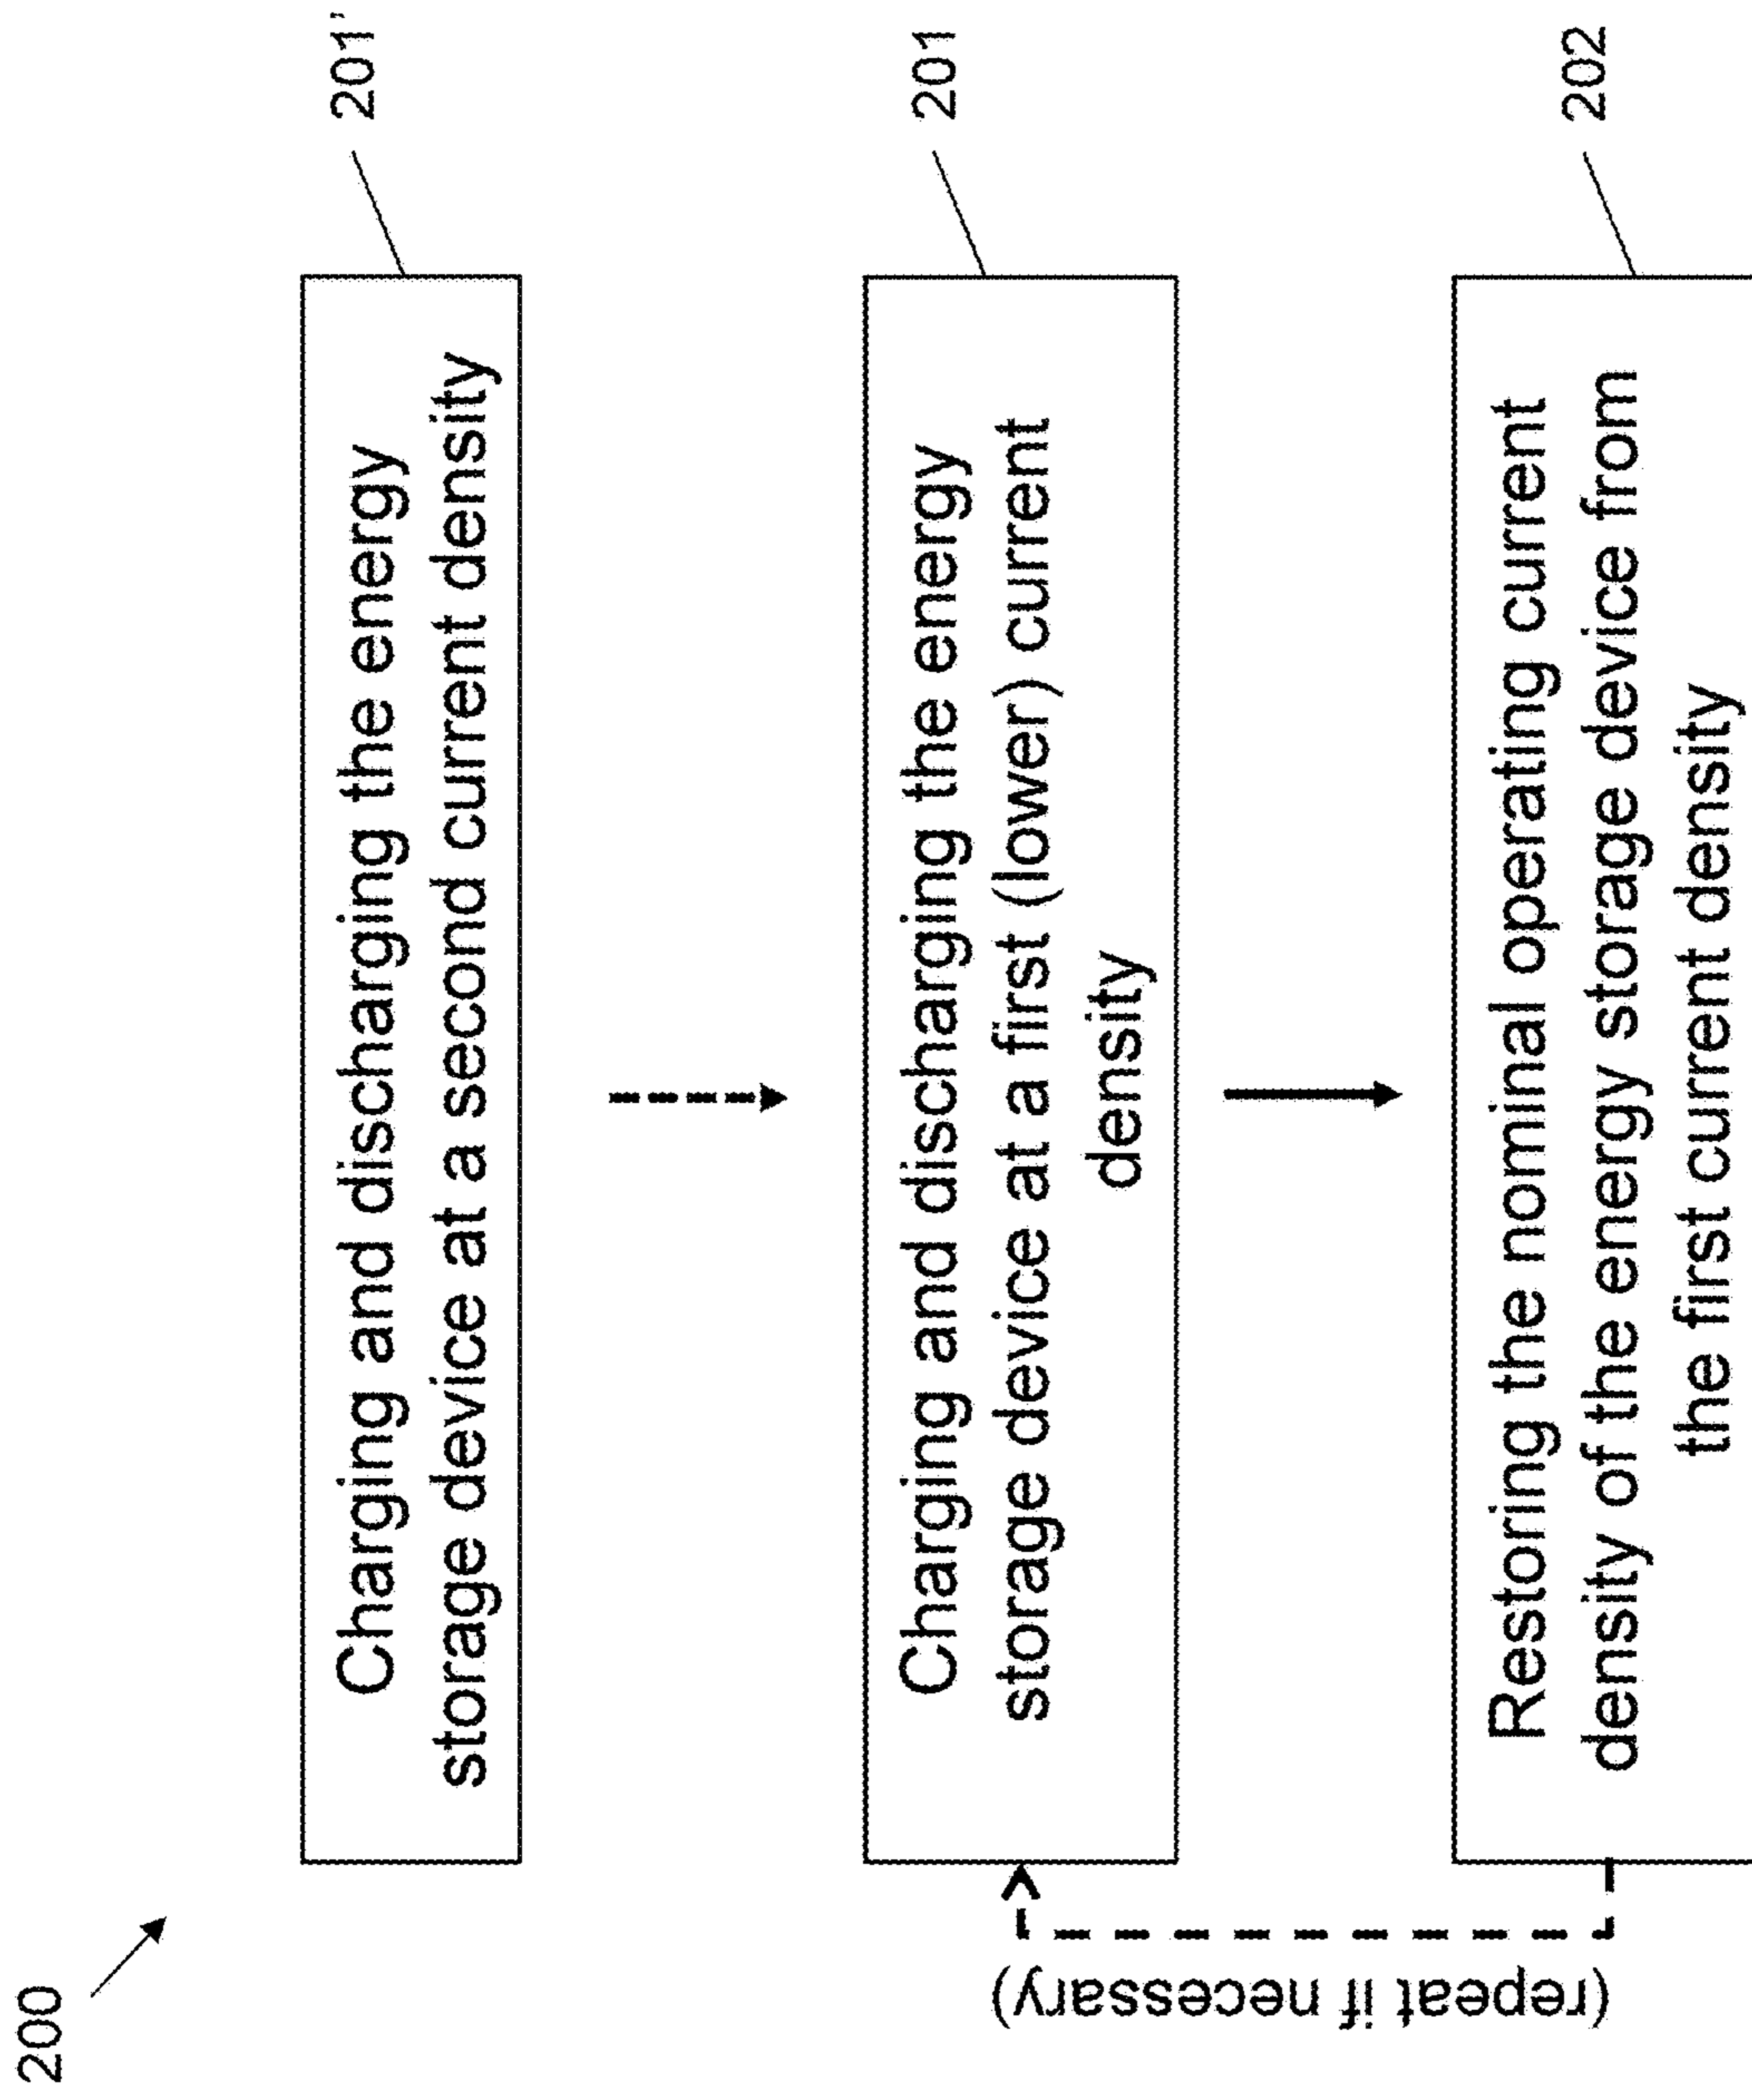 200
Charging and discharging the energy
storage device at a second current density
201'
Charging and discharging the energy
storage device at a first (lower) current
density
201
Restoring the nominal operating current
density of the energy storage device from
the first current density
202
(repeat if necessary)